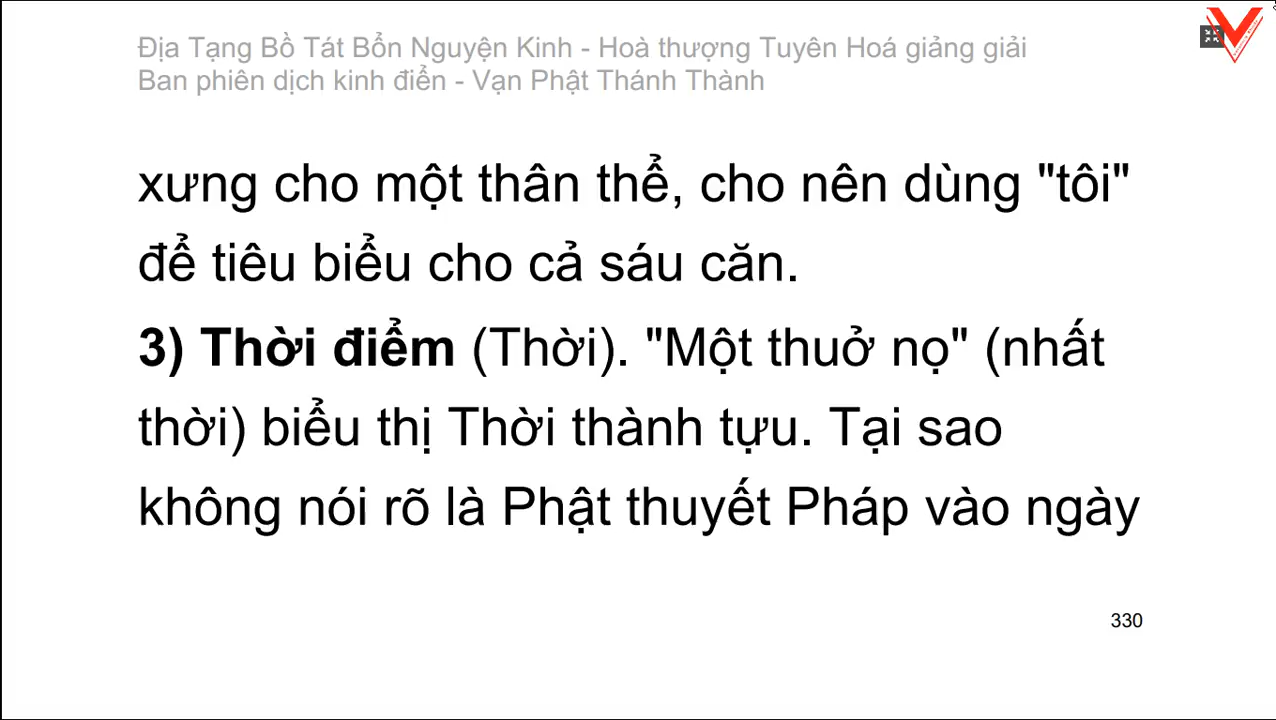 Địa Tạng Bồ Tát Bổn Nguyện Kinh - Hoà thượng Tuyên Hoá giảng giải
Ban phiên dịch kinh điển - Vạn Phật Thánh Thành
xưng cho một thân thể, cho nên dùng "tôi"
để tiêu biểu cho cả sáu căn.
3) Thời điểm (Thời). "Một thuở nọ" (nhất
thời) biểu thị Thời thành tựu. Tại sao
không nói rõ là Phật thuyết Pháp vào ngày
330